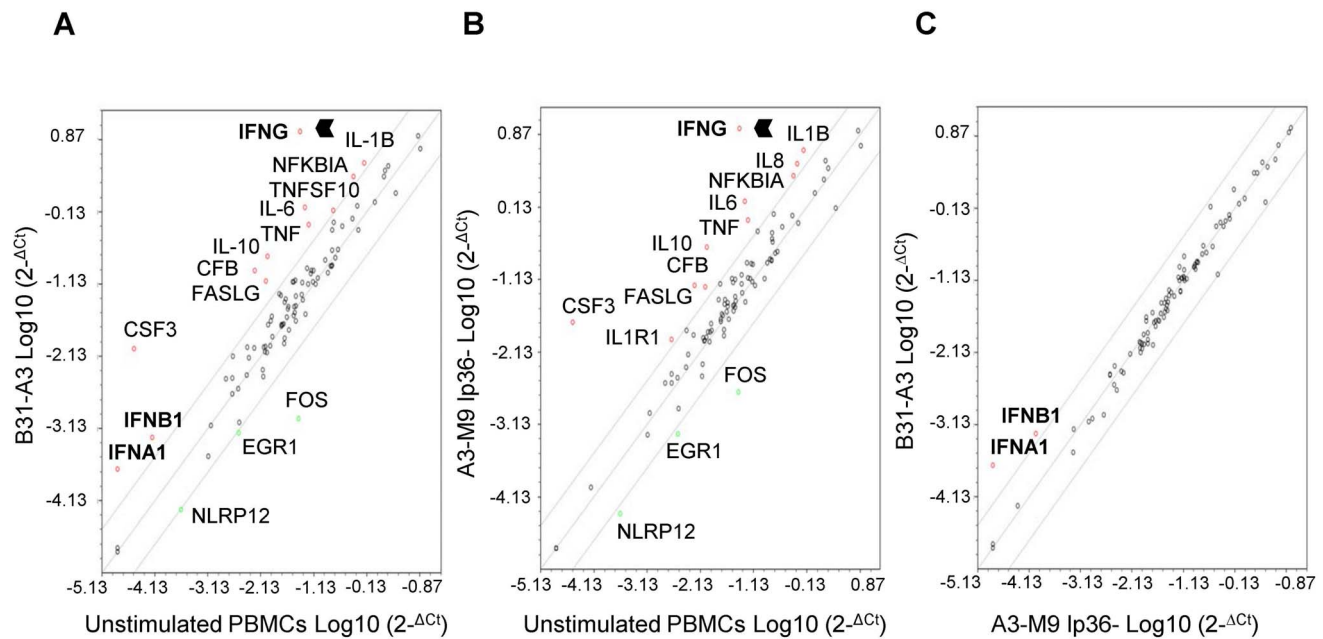 A
B31-A3 Log10 (2-ΔCt)
0.87
-0.13
-1.13
-2.13
-3.13
-4.13
IFNG
IL-1B
NFKBIA
TNFSF10
IL-6
TNF
IL-10
CFB
FASLG
CSF3
FOS
IFNB1
EGR1
IFNA1
NLRP12
-5.13 -4.13 -3.13 -2.13 -1.13 -0.13 -0.87
Unstimulated PBMCs Log10 (2-ΔCt)
B
A3-M9 lp36- Log10 (2-ΔCt)
0.87
0.13
-1.13
-2.13
-3.13
-4.13
IFNG
IL1B
IL8
NFKBIA
IL6
TNF
IL10
CFB
FASLG
CSF3
IL1R1
FOS
EGR1
NLRP12
-5.13 -4.13 -3.13 -2.13 -1.13 -0.13 0.87
Unstimulated PBMCs Log10 (2-ΔCt)
C
B31-A3 Log10 (2-ΔCt)
0.87
-0.13
-1.13
-2.13
-3.13
-4.13
IFNB1
IFNA1
-5.13 -4.13 -3.13 -2.13 -1.13 -0.13 -0.87
A3-M9 lp36- Log10 (2-ΔCt)